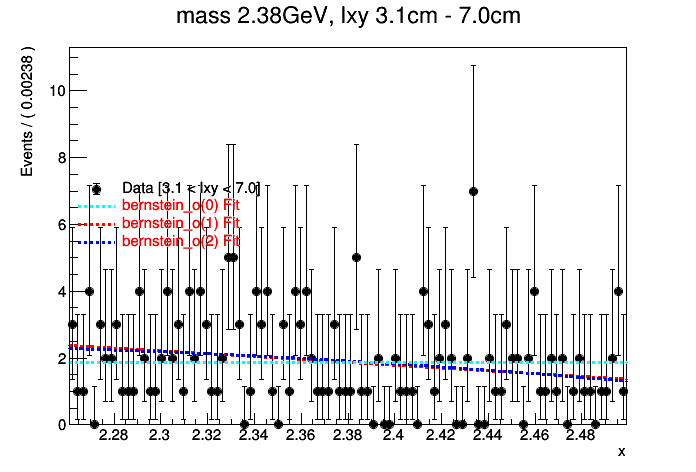 mass 2.38GeV, lxy 3.1cm - 7.0cm
Events / ( 0.00238 )
10
8
6
4
2
0
Data [3.1 < lxy < 7.0]
bernstein_o(0) Fit
bernstein_o(1) Fit
bernstein_o(2) Fit
2.28 2.3 2.32 2.34 2.36 2.38 2.4 2.42 2.44 2.46 2.48
x